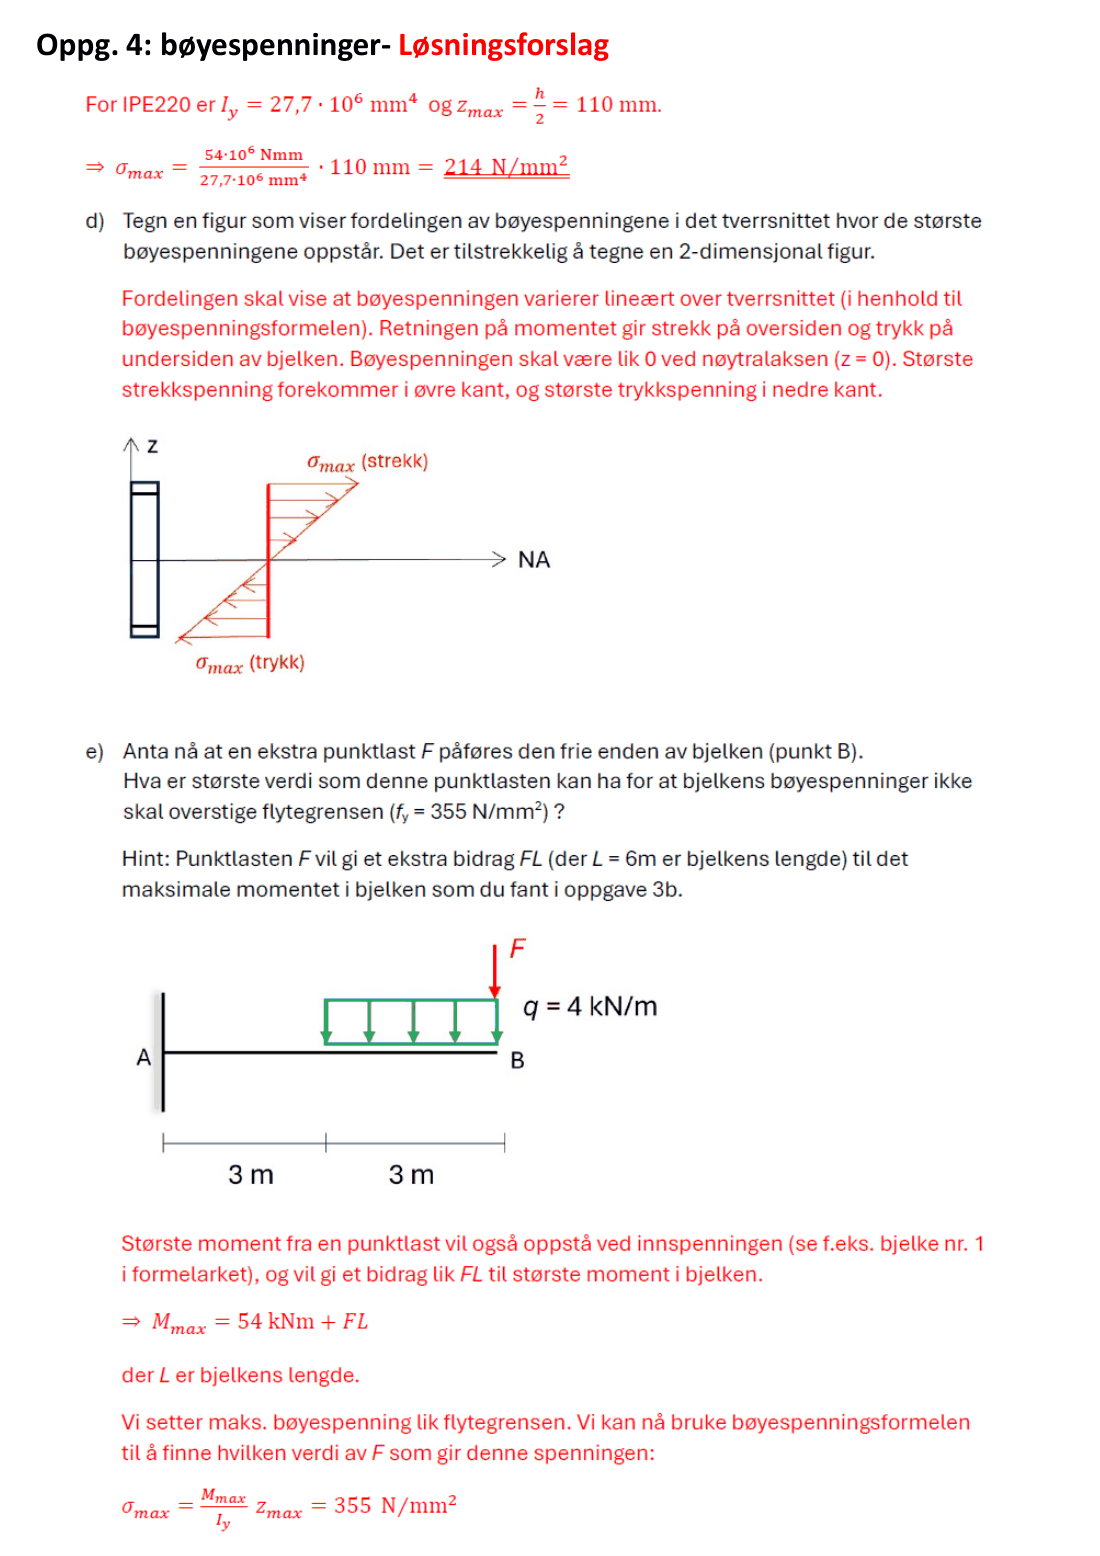 Oppg. 4: bøyespenninger- Løsningsforslag
For IPE220 er I_y = 27,7 · 10⁶ mm⁴ og z_max = h/2 = 110 mm.
⇒ σ_max = 54·10⁶ Nmm / 27,7·10⁶ mm⁴ · 110 mm = 214 N/mm²
d) Tegn en figur som viser fordelingen av bøyespenningene i det tverrsnittet hvor de største
bøyespenningene oppstår. Det er tilstrekkelig å tegne en 2-dimensjonal figur.
Fordelingen skal vise at bøyespenningen varierer lineært over tverrsnittet (i henhold til
bøyespenningsformelen). Retningen på momentet gir strekk på oversiden og trykk på
undersiden av bjelken. Bøyespenningen skal være lik 0 ved nøytralaksen (z = 0). Største
strekkspenning forekommer i øvre kant, og største trykkspenning i nedre kant.
z
σ_max (strekk)
NA
σ_max (trykk)
e) Anta nå at en ekstra punktlast F påføres den frie enden av bjelken (punkt B).
Hva er største verdi som denne punktlasten kan ha for at bjelkens bøyespenninger ikke
skal overstige flytegrensen (f_y = 355 N/mm²) ?
Hint: Punktlasten F vil gi et ekstra bidrag FL (der L = 6m er bjelkens lengde) til det
maksimale momentet i bjelken som du fant i oppgave 3b.
F
q = 4 kN/m
A
B
3 m 3 m
Største moment fra en punktlast vil også oppstå ved innspenningen (se f.eks. bjelke nr. 1
i formelarket), og vil gi et bidrag lik FL til største moment i bjelken.
⇒ M_max = 54 kNm + FL
der L er bjelkens lengde.
Vi setter maks. bøyespenning lik flytegrensen. Vi kan nå bruke bøyespenningsformelen
til å finne hvilken verdi av F som gir denne spenningen:
σ_max = M_max / I_y z_max = 355 N/mm²